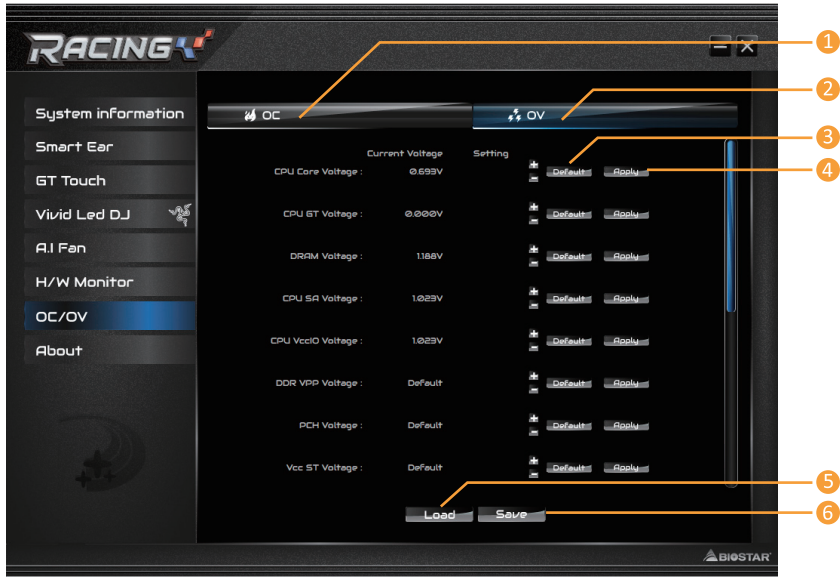 RACING
1
2
3
4
5
6
System information
Smart Ear
GT Touch
Vivid Led DJ
A.I Fan
H/W Monitor
OC/OV
About
OC
OV
Current Voltage Setting
CPU Core Voltage : 0.693V Default Apply
CPU GT Voltage : 0.000V Default Apply
DRAM Voltage : 1.188V Default Apply
CPU SA Voltage : 1.023V Default Apply
CPU VccIO Voltage : 1.023V Default Apply
DDR VPP Voltage : Default Default Apply
PCH Voltage : Default Default Apply
Vcc ST Voltage : Default Default Apply
Load
Save
BIOSTAR